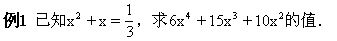 例1 已知x² + x = 1/3，求6x⁴ + 15x³ + 10x²的值．